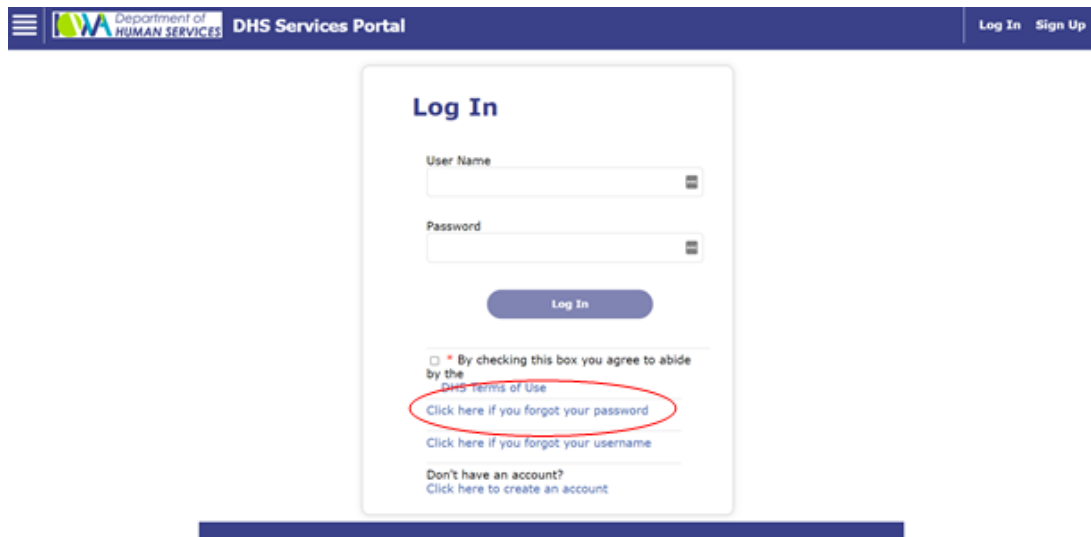 IOWA Department of HUMAN SERVICES DHS Services Portal Log In Sign Up
Log In
User Name
Password
Log In
* By checking this box you agree to abide
by the
DHS Terms of Use
Click here if you forgot your password
Click here if you forgot your username
Don't have an account?
Click here to create an account